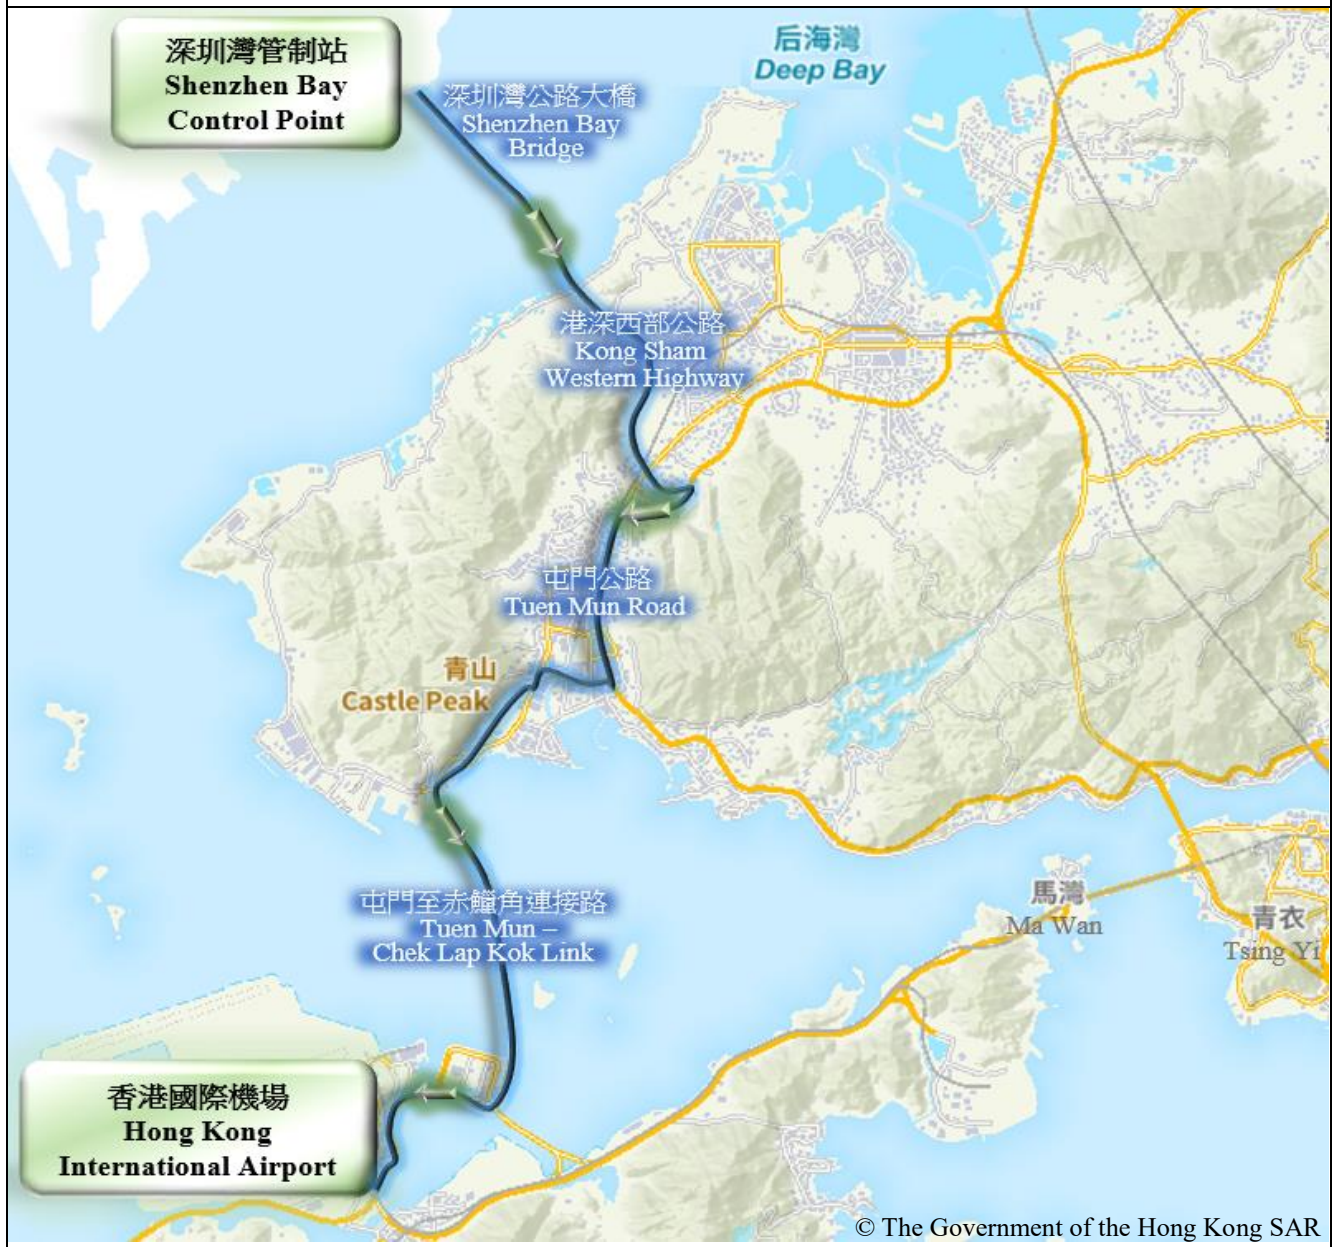 深圳灣管制站
Shenzhen Bay
Control Point
深圳灣公路大橋
Shenzhen Bay
Bridge
后海灣
Deep Bay
港深西部公路
Kong Sham
Western Highway
屯門公路
Tuen Mun Road
青山
Castle Peak
屯門至赤鱲角連接路
Tuen Mun –
Chek Lap Kok Link
馬灣
Ma Wan
青衣
Tsing Yi
香港國際機場
Hong Kong
International Airport
© The Government of the Hong Kong SAR